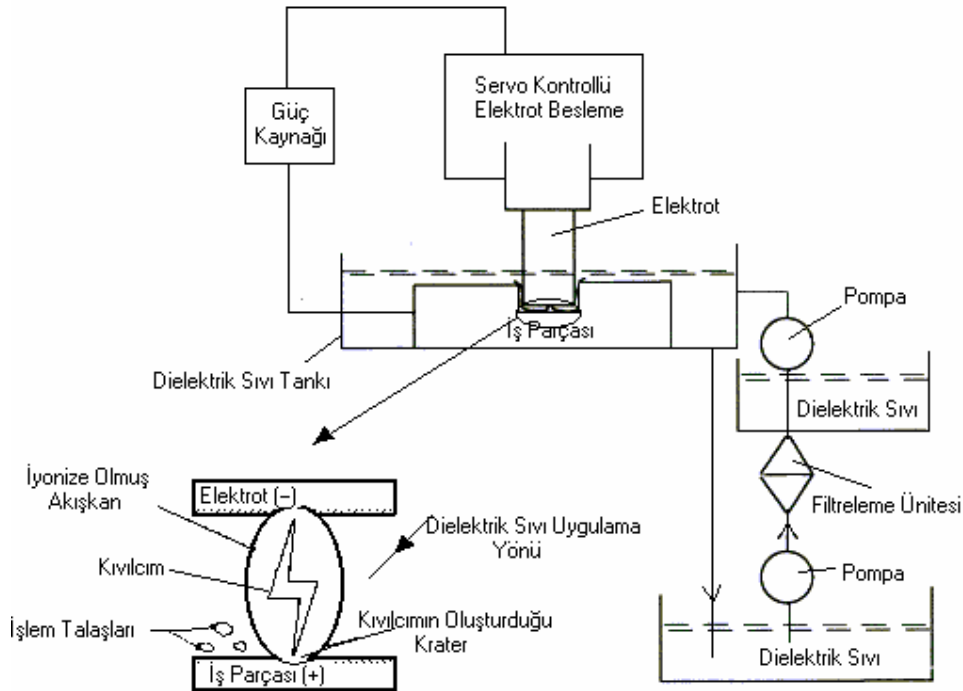 Servo Kontrollü
Elektrot Besleme
Güç
Kaynağı
Elektrot
Pompa
İş Parçası
Dielektrik Sıvı Tankı
Dielektrik Sıvı
İyonize Olmuş
Akışkan
Elektrot (-)
Filtreleme Ünitesi
Dielektrik Sıvı Uygulama
Yönü
Kıvılcım
Pompa
İşlem Talaşları
Kıvılcımın Oluşturduğu
Krater
Dielektrik Sıvı
İş Parçası (+)